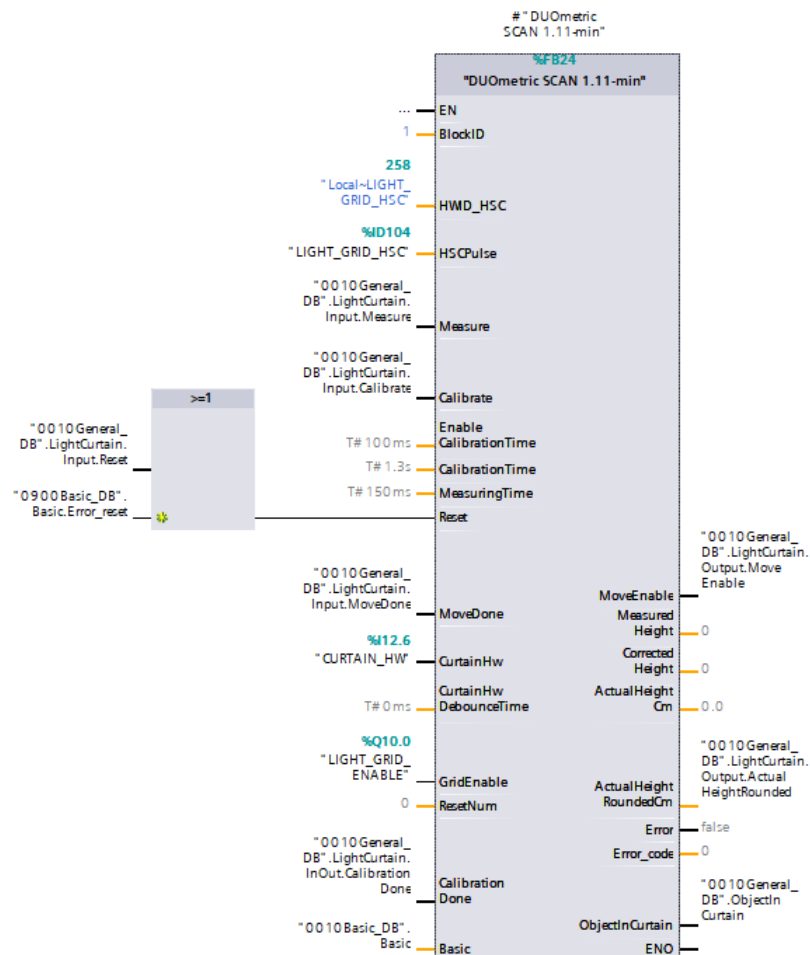 #"DUOmetric
SCAN 1.11-min"
%FB24
"DUOmetric SCAN 1.11-min"
... EN
1 BlockID
258
"Local~LIGHT_
GRID_HSC" HWID_HSC
%ID104
"LIGHT_GRID_HSC" HSCPulse
"0010General_
DB".LightCurtain.
Input.Measure Measure
"0010General_
DB".LightCurtain.
Input.Calibrate Calibrate
>=1
"0010General_
DB".LightCurtain.
Input.Reset
"0900Basic_DB".
Basic.Error_reset
Enable
T#100ms CalibrationTime
T#1.3s CalibrationTime
T#150ms MeasuringTime
Reset
"0010General_
DB".LightCurtain.
Input.MoveDone MoveDone
%I12.6
"CURTAIN_HW" CurtainHw
CurtainHw
T#0ms DebounceTime
%Q10.0
"LIGHT_GRID_
ENABLE" GridEnable
0 ResetNum
"0010General_
DB".LightCurtain.
InOut.Calibration
Done
Calibration
Done
"0010Basic_DB".
Basic Basic
"0010General_
DB".LightCurtain.
Output.Move
Enable
MoveEnable
Measured
Height 0
Corrected
Height 0
ActualHeight
Cm 0.0
"0010General_
DB".LightCurtain.
Output.Actual
HeightRounded
ActualHeight
RoundedCm
Error false
Error_code 0
"0010General_
DB".ObjectIn
Curtain
ObjectInCurtain
ENO